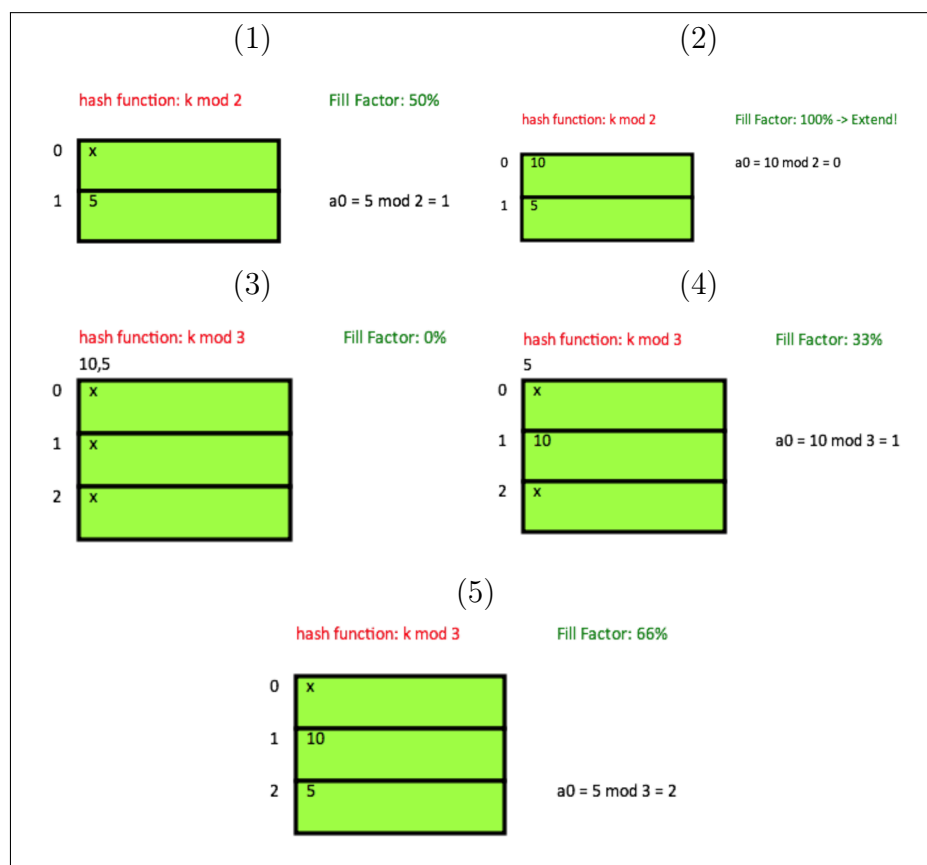 (1)
hash function: k mod 2 Fill Factor: 50%
0 x
1 5 a0 = 5 mod 2 = 1
(2)
hash function: k mod 2 Fill Factor: 100% -> Extend!
0 10 a0 = 10 mod 2 = 0
1 5
(3)
hash function: k mod 3 Fill Factor: 0%
10,5
0 x
1 x
2 x
(4)
hash function: k mod 3 Fill Factor: 33%
5
0 x
1 10 a0 = 10 mod 3 = 1
2 x
(5)
hash function: k mod 3 Fill Factor: 66%
0 x
1 10
2 5 a0 = 5 mod 3 = 2